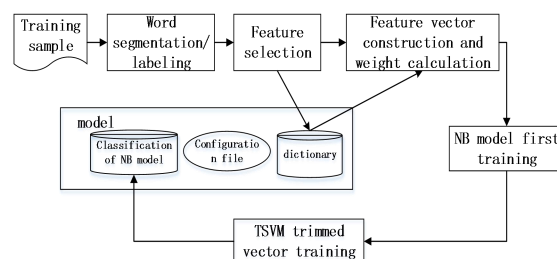 Training
sample
Word
segmentation/
labeling
Feature
selection
Feature vector
construction and
weight calculation
model
Classification
of NB model
Configuratio
n file
dictionary
NB model first
training
TSVM trimmed
vector training